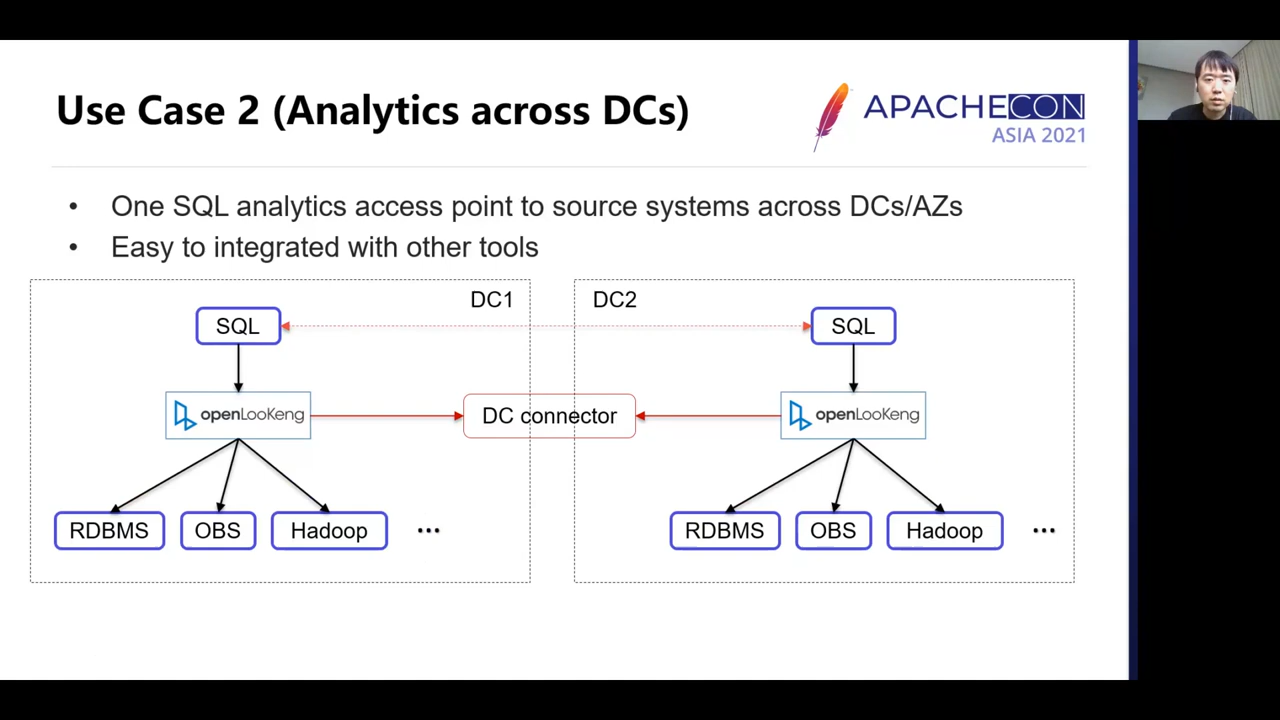 Use Case 2 (Analytics across DCs)
APACHECON
ASIA 2021
• One SQL analytics access point to source systems across DCs/AZs
• Easy to integrated with other tools
DC1
DC2
SQL
SQL
openLooKeng
DC connector
openLooKeng
RDBMS
OBS
Hadoop
...
RDBMS
OBS
Hadoop
...